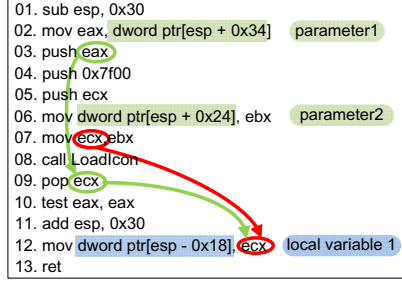 01. sub esp, 0x30
02. mov eax, dword ptr[esp + 0x34] parameter1
03. push eax
04. push 0x7f00
05. push ecx
06. mov dword ptr[esp + 0x24], ebx parameter2
07. mov ecx,ebx
08. call LoadIcon
09. pop ecx
10. test eax, eax
11. add esp, 0x30
12. mov dword ptr[esp - 0x18], ecx local variable 1
13. ret